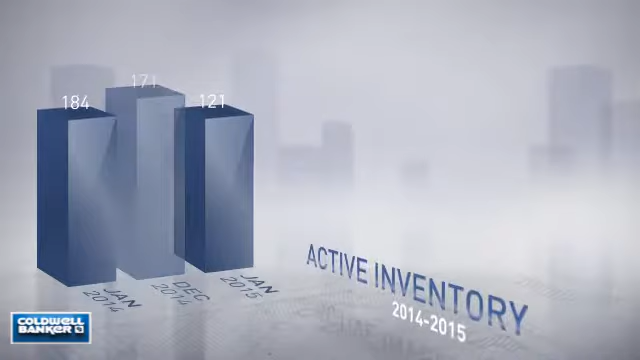 184
171
121
JAN
2014
DEC
2014
JAN
2015
ACTIVE INVENTORY
2014-2015
COLDWELL
BANKER